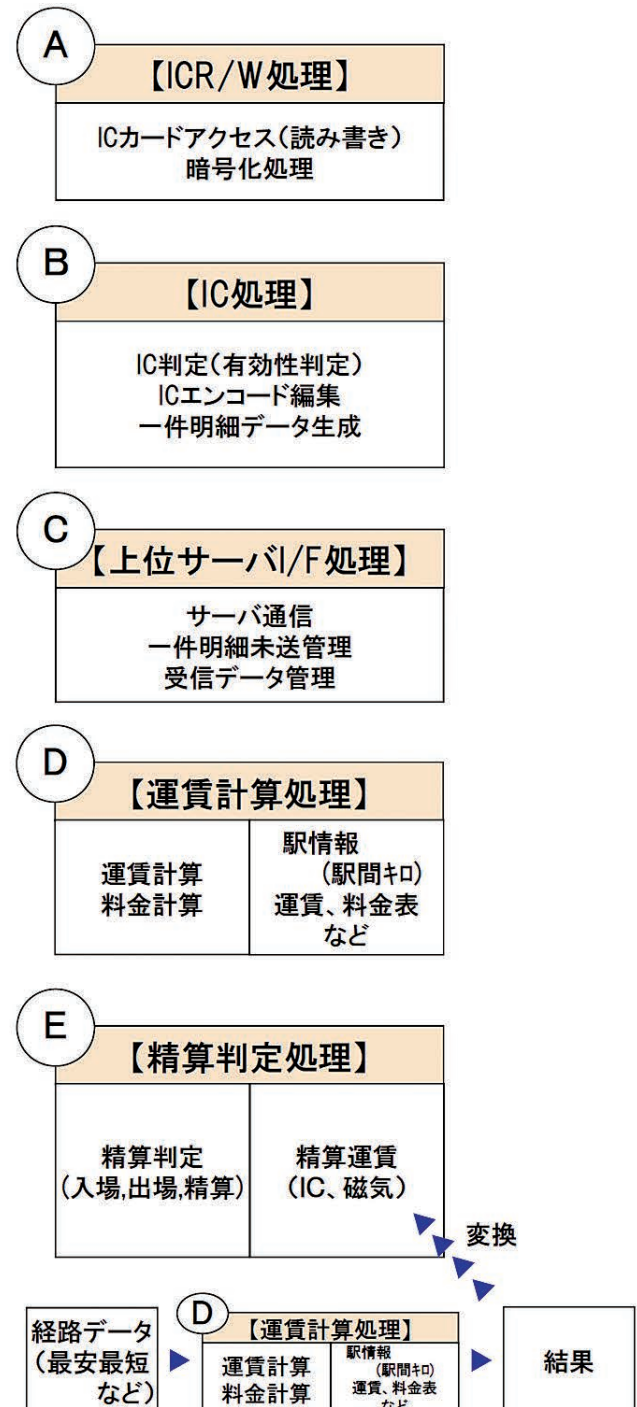 A
【ICR/W処理】
ICカードアクセス(読み書き)
暗号化処理
B
【IC処理】
IC判定(有効性判定)
ICエンコード編集
一件明細データ生成
C
【上位サーバI/F処理】
サーバ通信
一件明細未送管理
受信データ管理
D
【運賃計算処理】
運賃計算
料金計算
駅情報
(駅間キロ)
運賃、料金表
など
E
【精算判定処理】
精算判定
(入場,出場,精算)
精算運賃
(IC、磁気)
変換
経路データ
(最安最短
など)
D
【運賃計算処理】
運賃計算
料金計算
駅情報
(駅間キロ)
運賃、料金表
など
結果